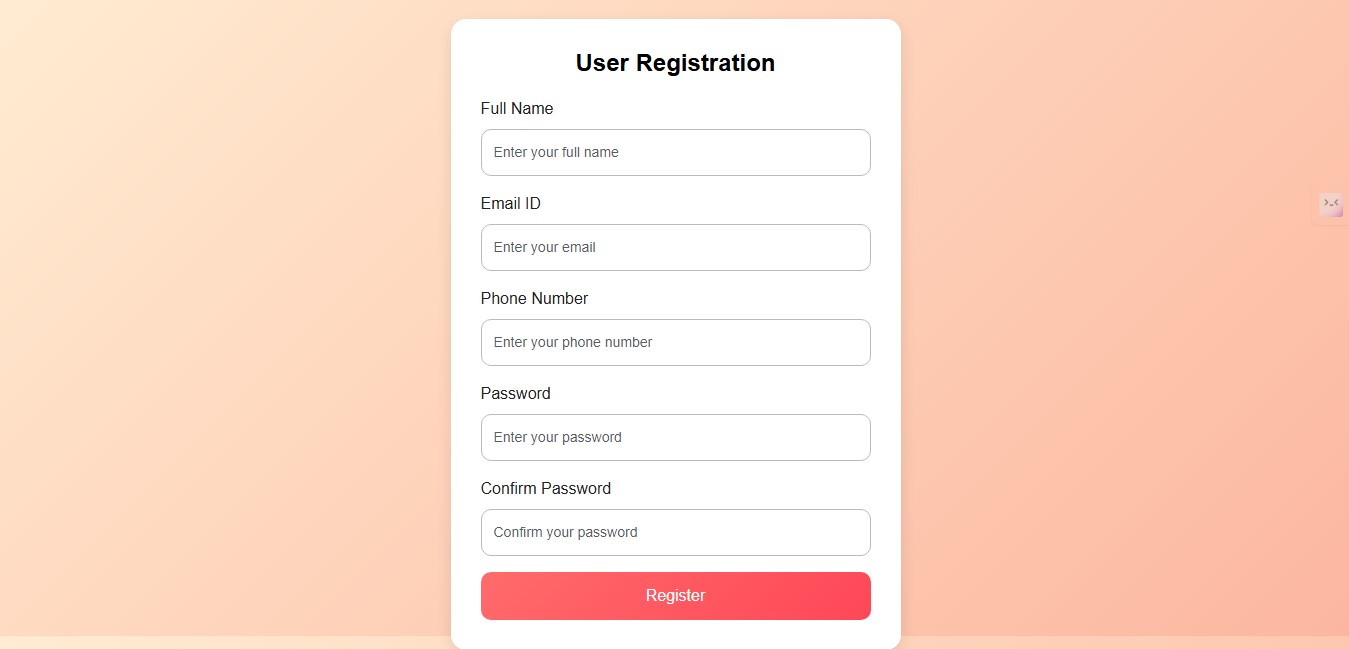 User Registration
Full Name
Enter your full name
Email ID
Enter your email
Phone Number
Enter your phone number
Password
Enter your password
Confirm Password
Confirm your password
Register